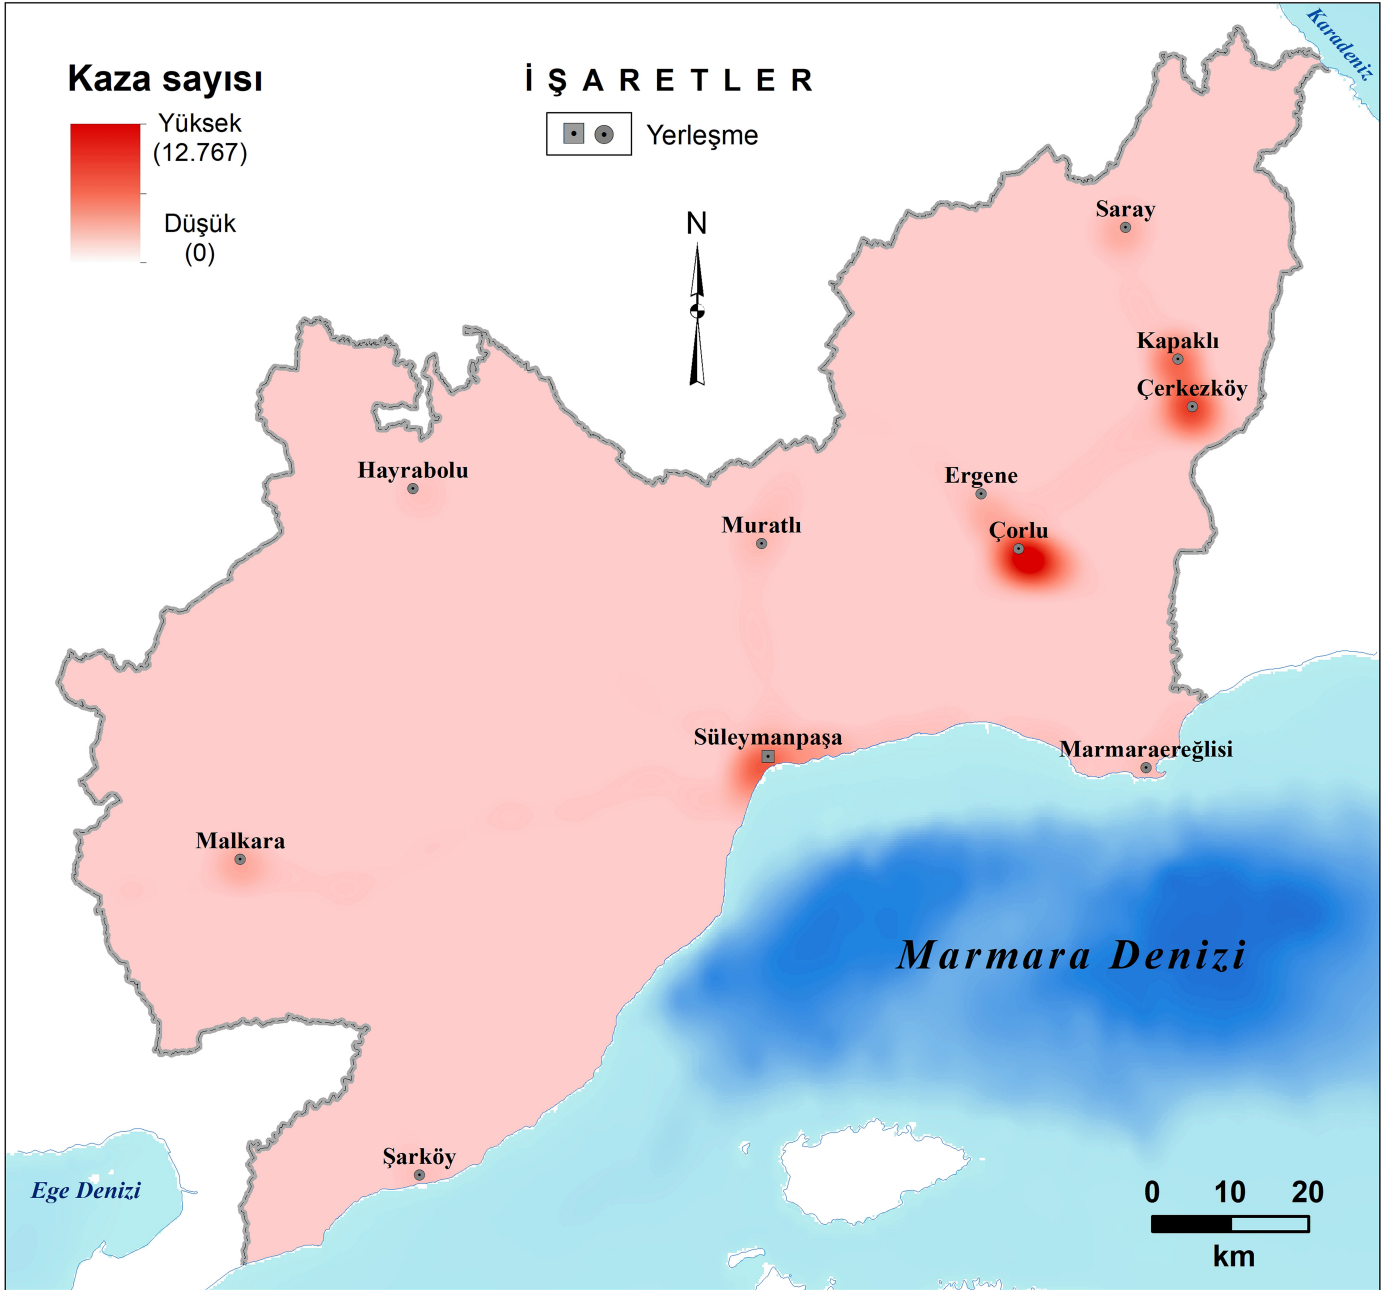 Karadeniz
Kaza sayısı
Yüksek
(12.767)
Düşük
(0)
İŞARETLER
Yerleşme
N
Saray
Kapaklı
Çerkezköy
Hayrabolu
Ergene
Muratlı
Çorlu
Süleymanpaşa
Marmaraereğlisi
Malkara
Marmara Denizi
Şarköy
Ege Denizi
0 10 20
km